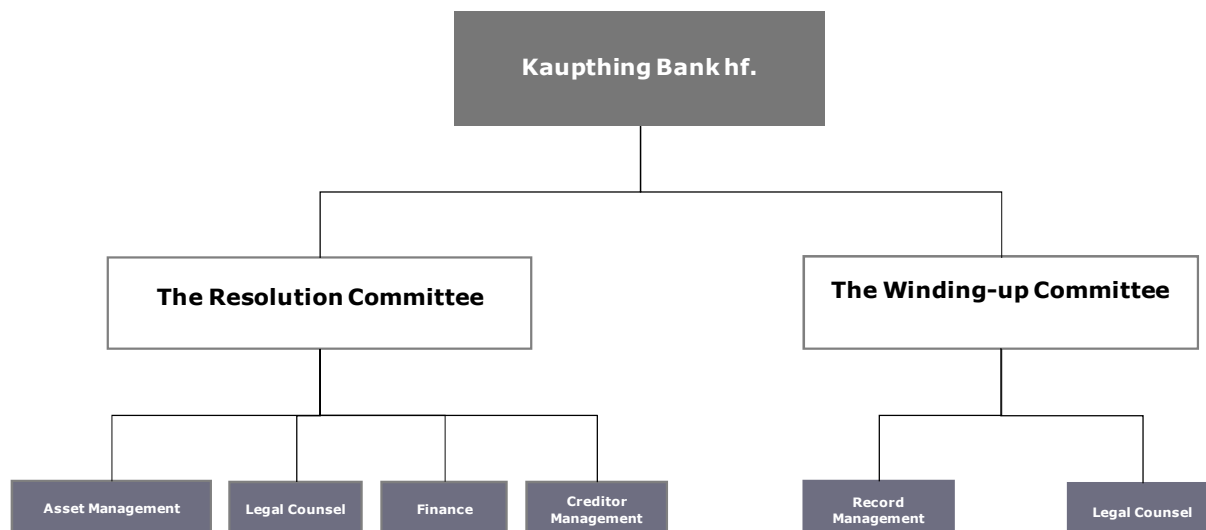 Kaupthing Bank hf.
The Resolution Committee
The Winding-up Committee
Asset Management
Legal Counsel
Finance
Creditor
Management
Record
Management
Legal Counsel